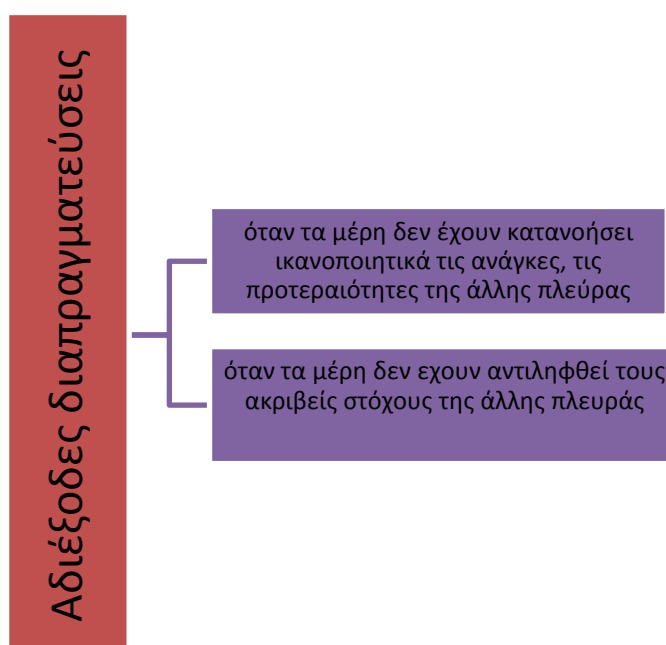 Αδιέξοδες διαπραγματεύσεις
όταν τα μέρη δεν έχουν κατανοήσει
ικανοποιητικά τις ανάγκες, τις
προτεραιότητες της άλλης πλεύρας
όταν τα μέρη δεν εχουν αντιληφθεί τους
ακριβείς στόχους της άλλης πλευράς